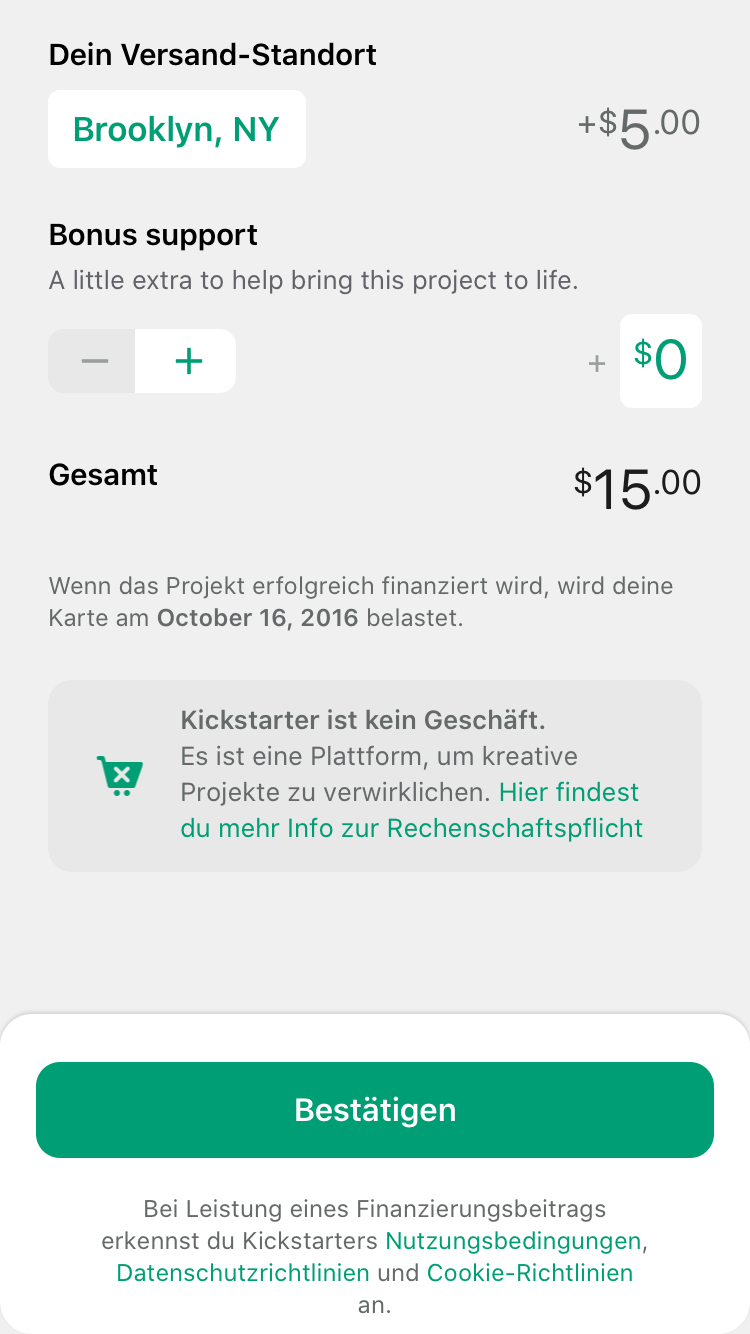 Dein Versand-Standort
Brooklyn, NY
+$5.00
Bonus support
A little extra to help bring this project to life.
− +
+ $0
Gesamt
$15.00
Wenn das Projekt erfolgreich finanziert wird, wird deine
Karte am October 16, 2016 belastet.
Kickstarter ist kein Geschäft.
Es ist eine Plattform, um kreative
Projekte zu verwirklichen. Hier findest
du mehr Info zur Rechenschaftspflicht
Bestätigen
Bei Leistung eines Finanzierungsbeitrags
erkennst du Kickstarters Nutzungsbedingungen,
Datenschutzrichtlinien und Cookie-Richtlinien
an.